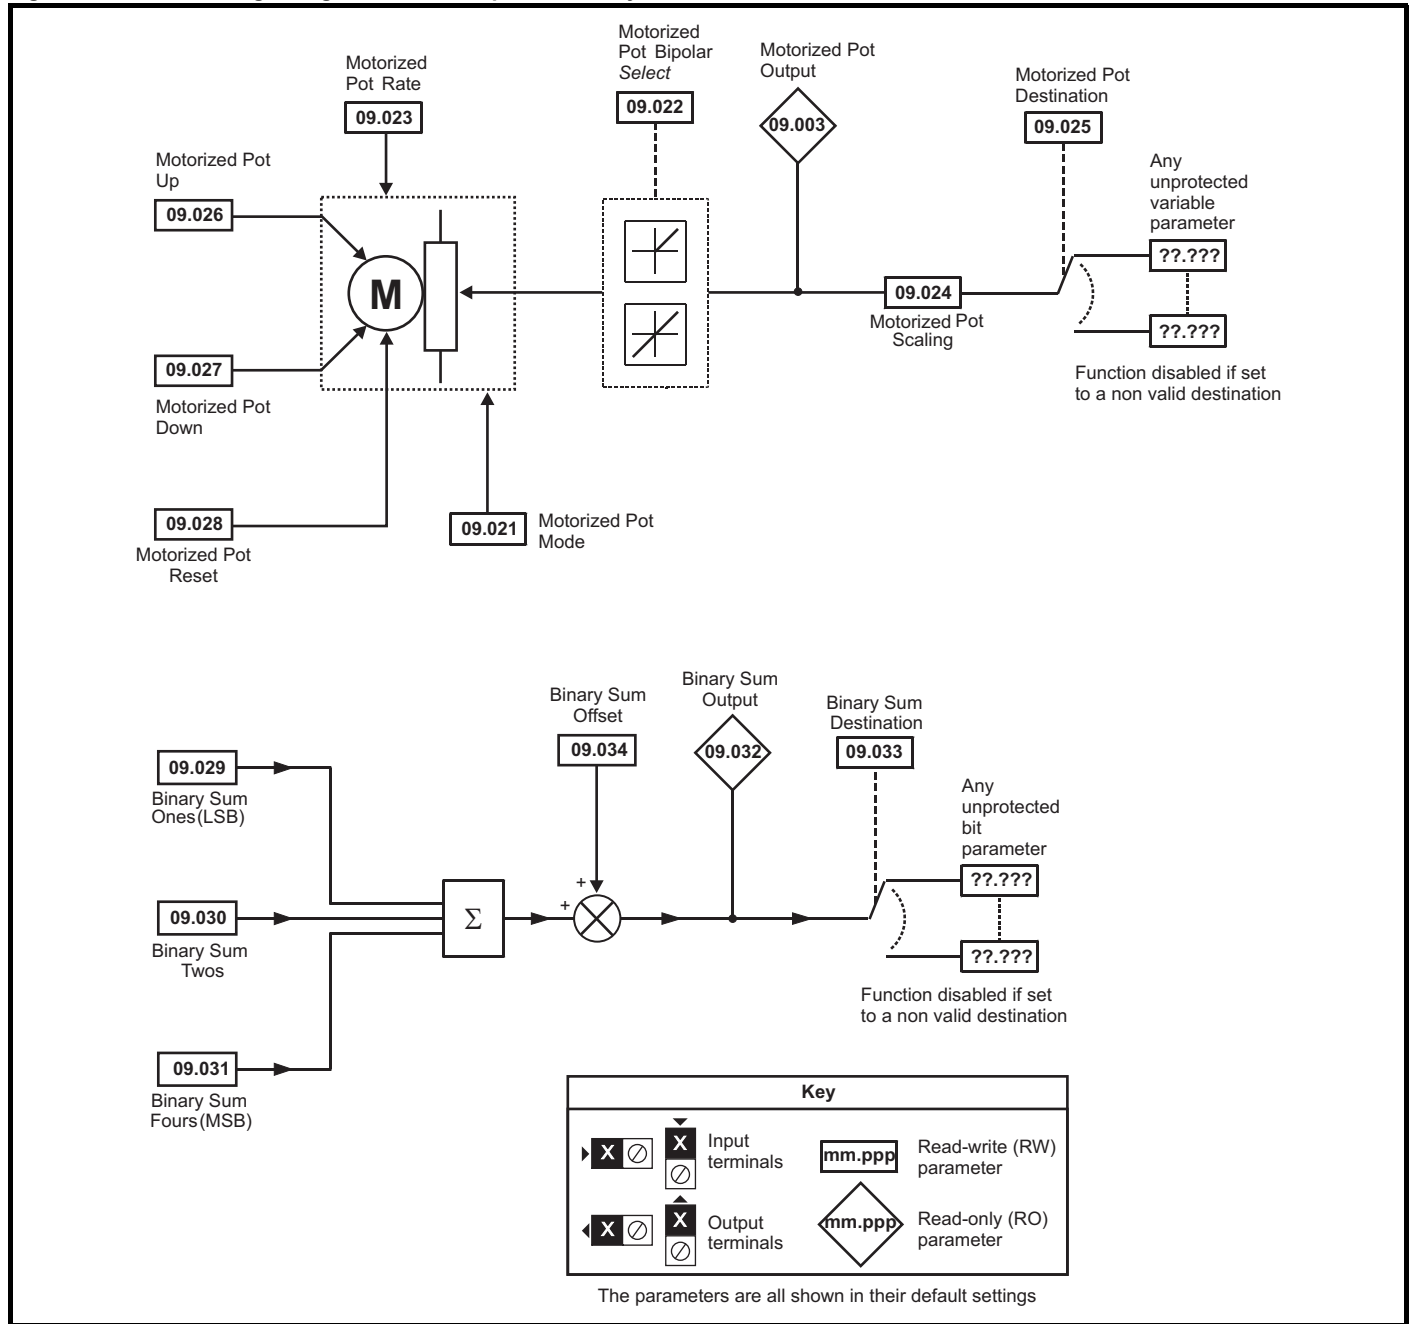 Motorized
Pot Rate
09.023
Motorized
Pot Bipolar
Select
09.022
Motorized Pot
Output
09.003
Motorized Pot
Destination
09.025
Any
unprotected
variable
parameter
??.???
??.???
Function disabled if set
to a non valid destination
Motorized Pot
Up
09.026
M
09.024
Motorized Pot
Scaling
09.027
Motorized Pot
Down
09.028
Motorized Pot
Reset
09.021
Motorized Pot
Mode
Binary Sum
Offset
09.034
Binary Sum
Output
09.032
Binary Sum
Destination
09.033
09.029
Binary Sum
Ones(LSB)
Any
unprotected
bit
parameter
??.???
??.???
Function disabled if set
to a non valid destination
+
+
Σ
09.030
Binary Sum
Twos
09.031
Binary Sum
Fours(MSB)
Key
X
X
Input
terminals
mm.ppp
Read-write (RW)
parameter
X
X
Output
terminals
mm.ppp
Read-only (RO)
parameter
The parameters are all shown in their default settings